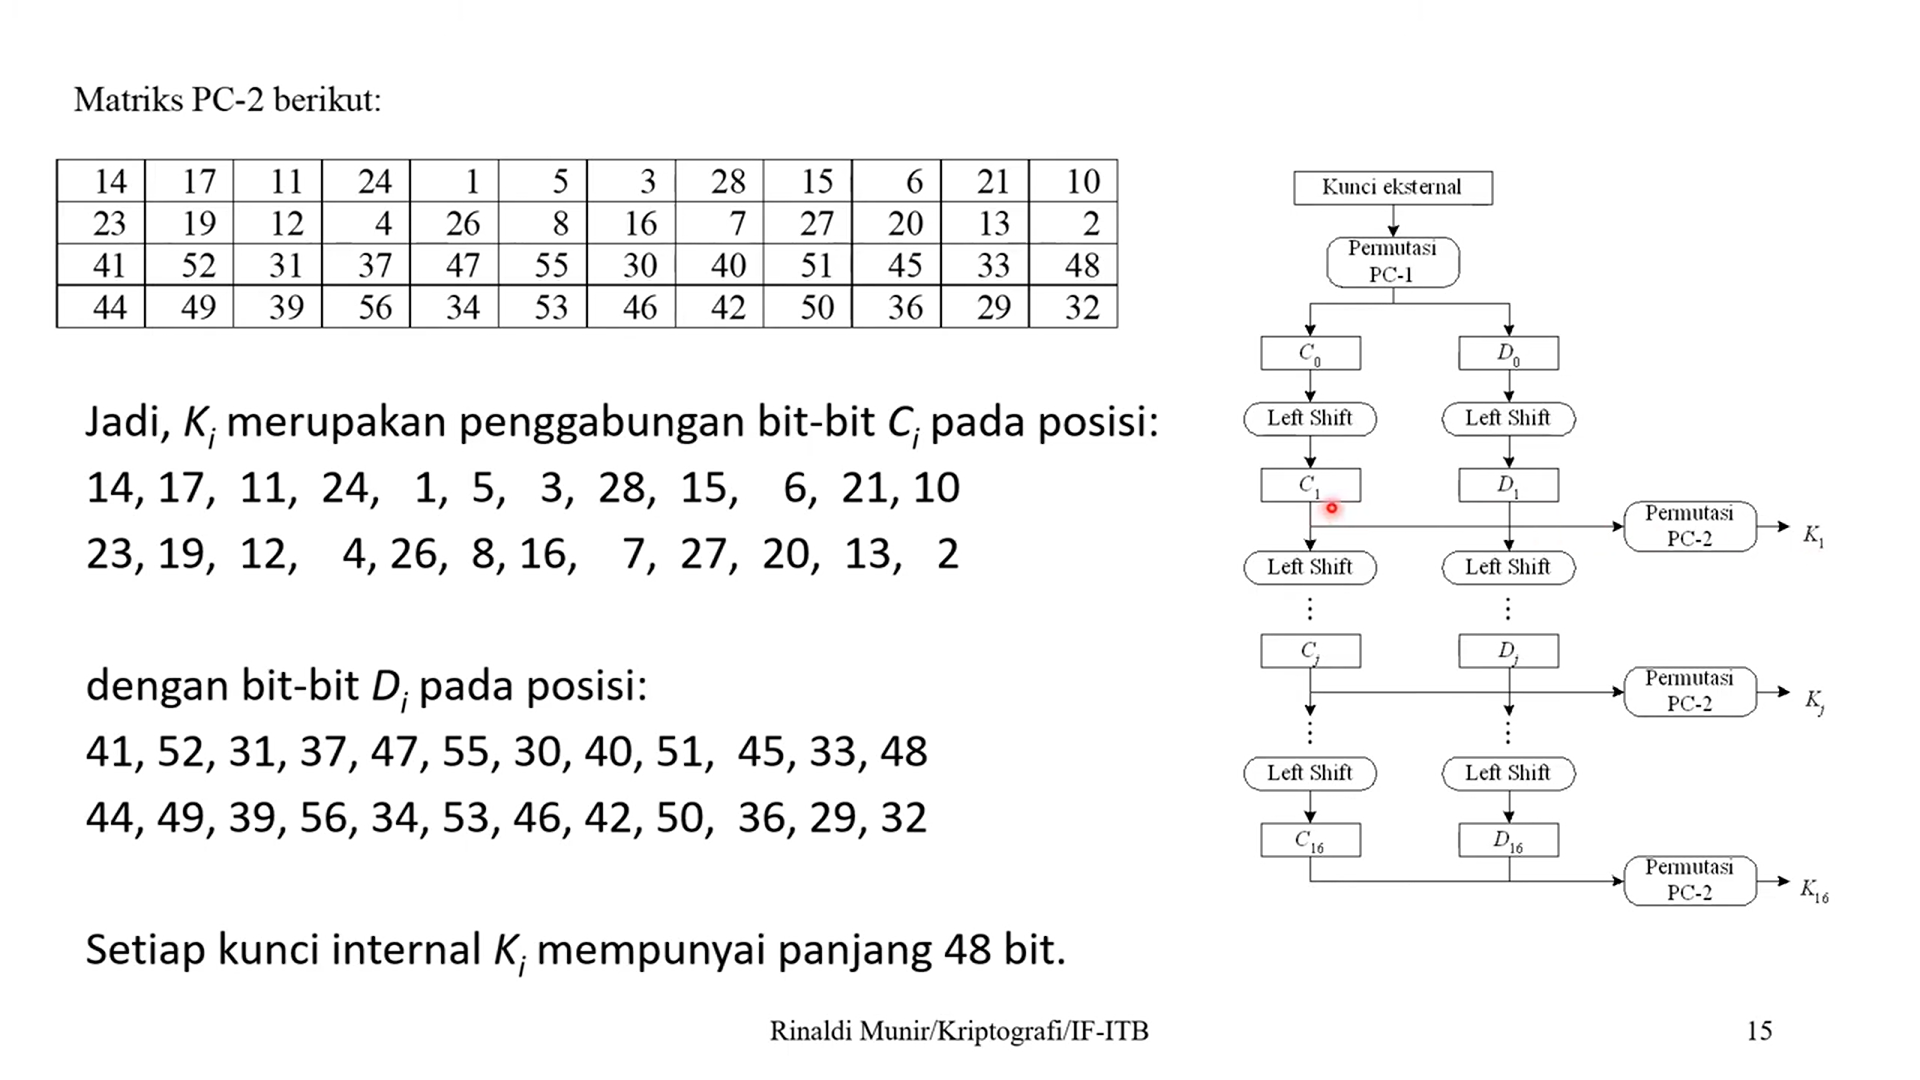 Matriks PC-2 berikut:
14 17 11 24 1 5 3 28 15 6 21 10
23 19 12 4 26 8 16 7 27 20 13 2
41 52 31 37 47 55 30 40 51 45 33 48
44 49 39 56 34 53 46 42 50 36 29 32
Jadi, Ki merupakan penggabungan bit-bit Ci pada posisi:
14, 17, 11, 24, 1, 5, 3, 28, 15, 6, 21, 10
23, 19, 12, 4, 26, 8, 16, 7, 27, 20, 13, 2
dengan bit-bit Di pada posisi:
41, 52, 31, 37, 47, 55, 30, 40, 51, 45, 33, 48
44, 49, 39, 56, 34, 53, 46, 42, 50, 36, 29, 32
Setiap kunci internal Ki mempunyai panjang 48 bit.
Kunci eksternal
Permutasi
PC-1
C0 D0
Left Shift Left Shift
C1 D1
Permutasi
PC-2
K1
Left Shift Left Shift
Cj Dj
Permutasi
PC-2
Kj
Left Shift Left Shift
C16 D16
Permutasi
PC-2
K16
Rinaldi Munir/Kriptografi/IF-ITB
15